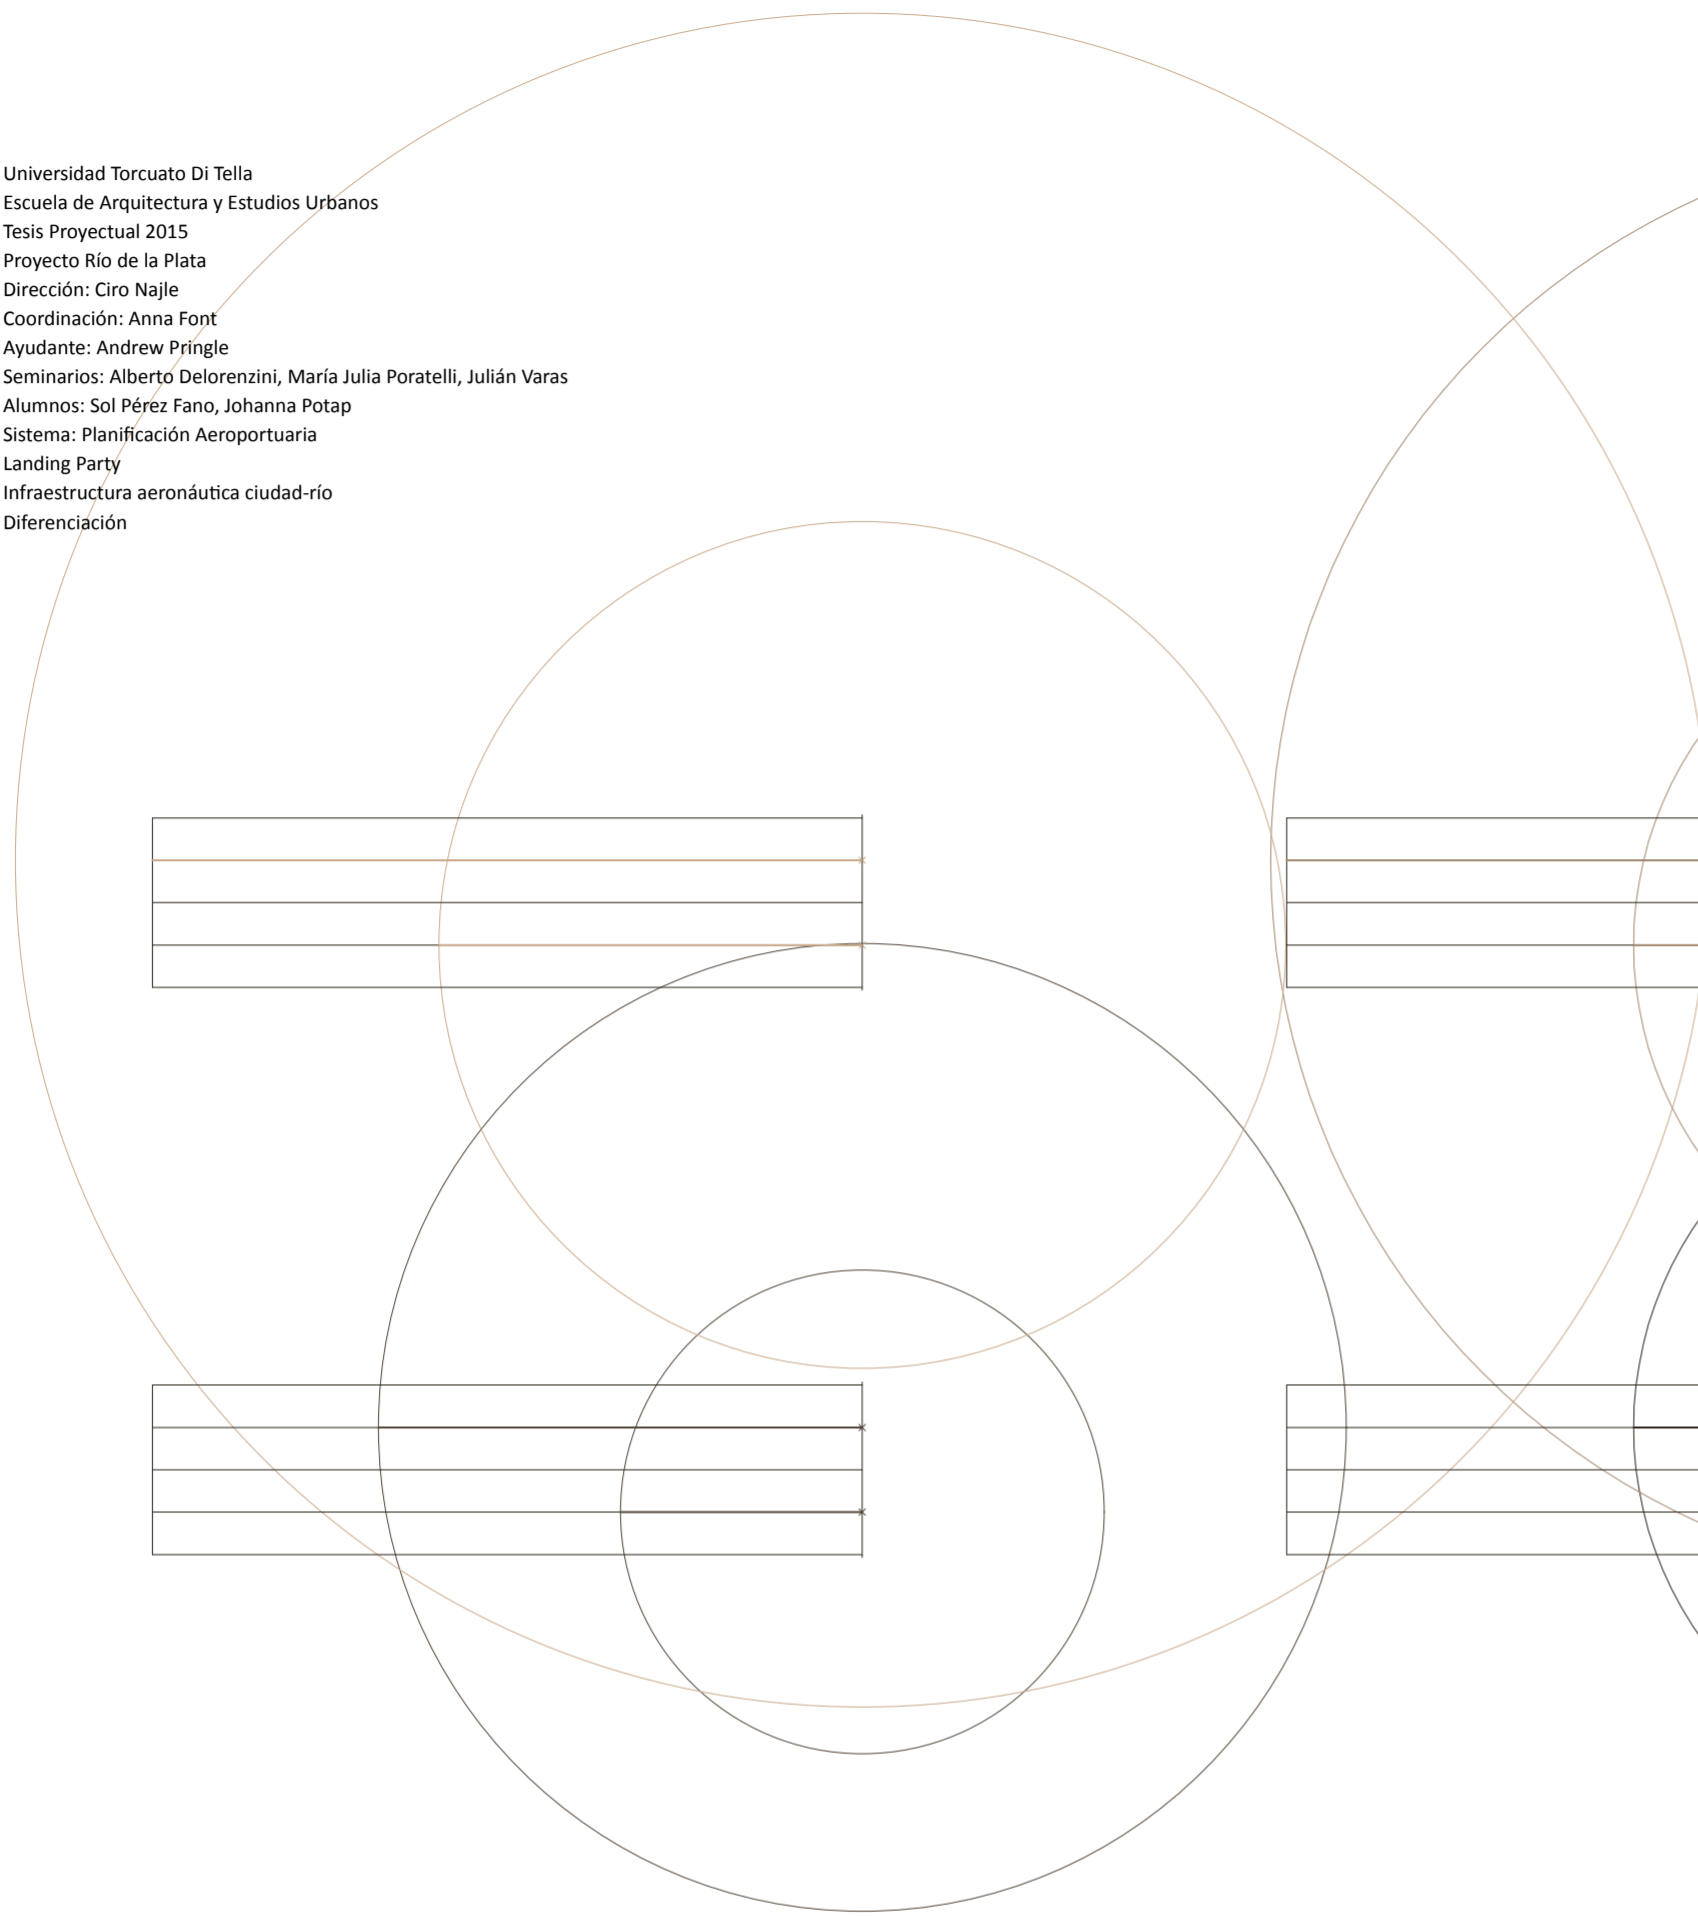 Universidad Torcuato Di Tella
Escuela de Arquitectura y Estudios Urbanos
Tesis Proyectual 2015
Proyecto Río de la Plata
Dirección: Ciro Najle
Coordinación: Anna Font
Ayudante: Andrew Pringle
Seminarios: Alberto Delorenzini, María Julia Poratelli, Julián Varas
Alumnos: Sol Pérez Fano, Johanna Potap
Sistema: Planificación Aeroportuaria
Landing Party
Infraestructura aeronáutica ciudad-río
Diferenciación